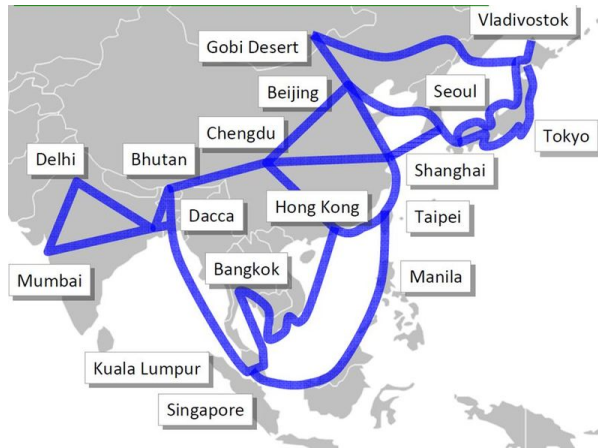 Vladivostok
Gobi Desert
Beijing
Seoul
Chengdu
Tokyo
Delhi
Bhutan
Shanghai
Dacca
Hong Kong
Taipei
Bangkok
Mumbai
Manila
Kuala Lumpur
Singapore